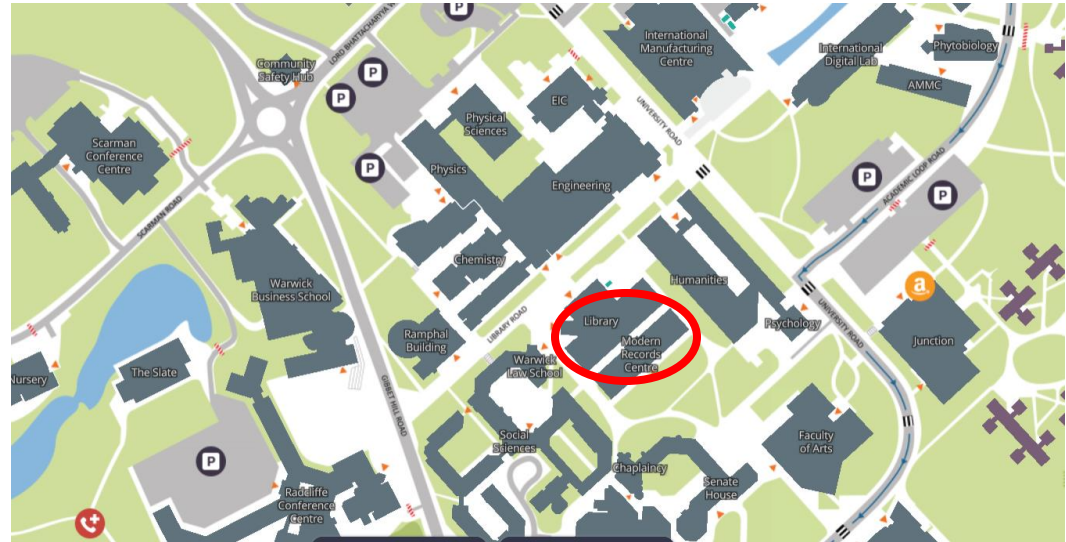 P
LORD BHATTACHARYYA
Community
Safety Hub
P
P
P
Scarman
Conference
Centre
SCARMAN ROAD
Physical
Sciences
Physics
EIC
Engineering
International
Manufacturing
Centre
UNIVERSITY ROAD
International
Digital Lab
Phytobiology
AMMC
ACADEMIC LOOP ROAD
P
P
Warwick
Business School
Chemistry
LIBRARY ROAD
Ramphal
Building
Library
Modern
Records
Centre
Humanities
Psychology
UNIVERSITY ROAD
a
Junction
Nursery
The Slate
GIBBET HILL ROAD
Warwick
Law School
Social
Sciences
P
Radcliffe
Conference
Centre
Chaplaincy
Senate
House
Faculty
of Arts